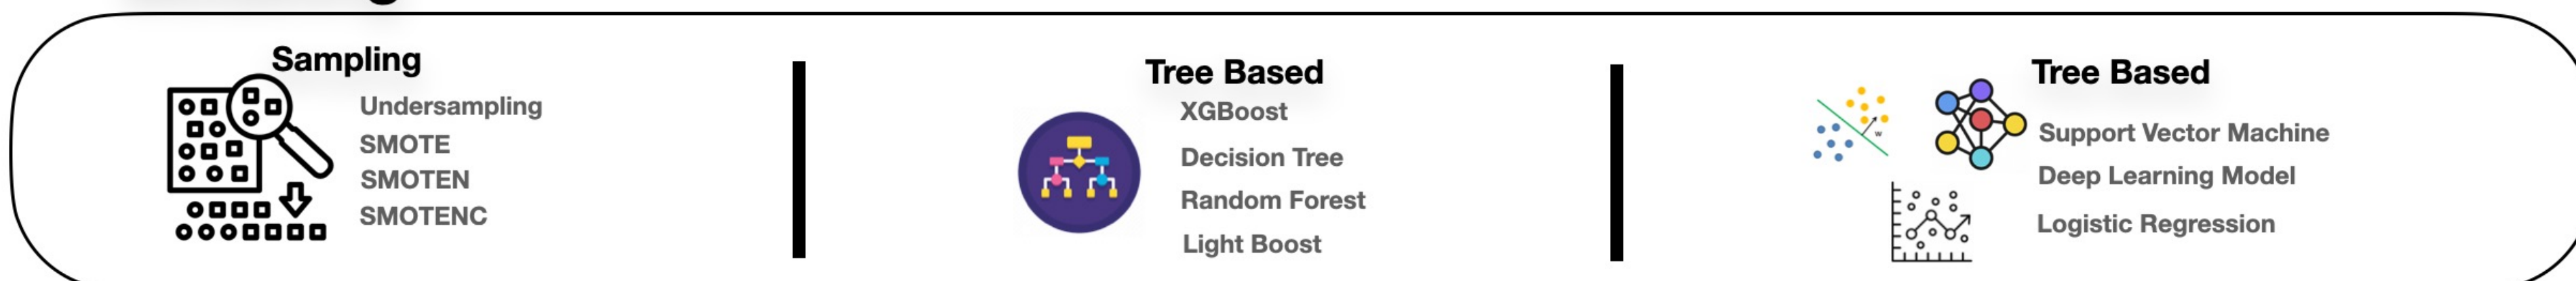 Sampling
Undersampling
SMOTE
SMOTEN
SMOTENC
Tree Based
XGBoost
Decision Tree
Random Forest
Light Boost
Tree Based
w
Support Vector Machine
Deep Learning Model
Logistic Regression